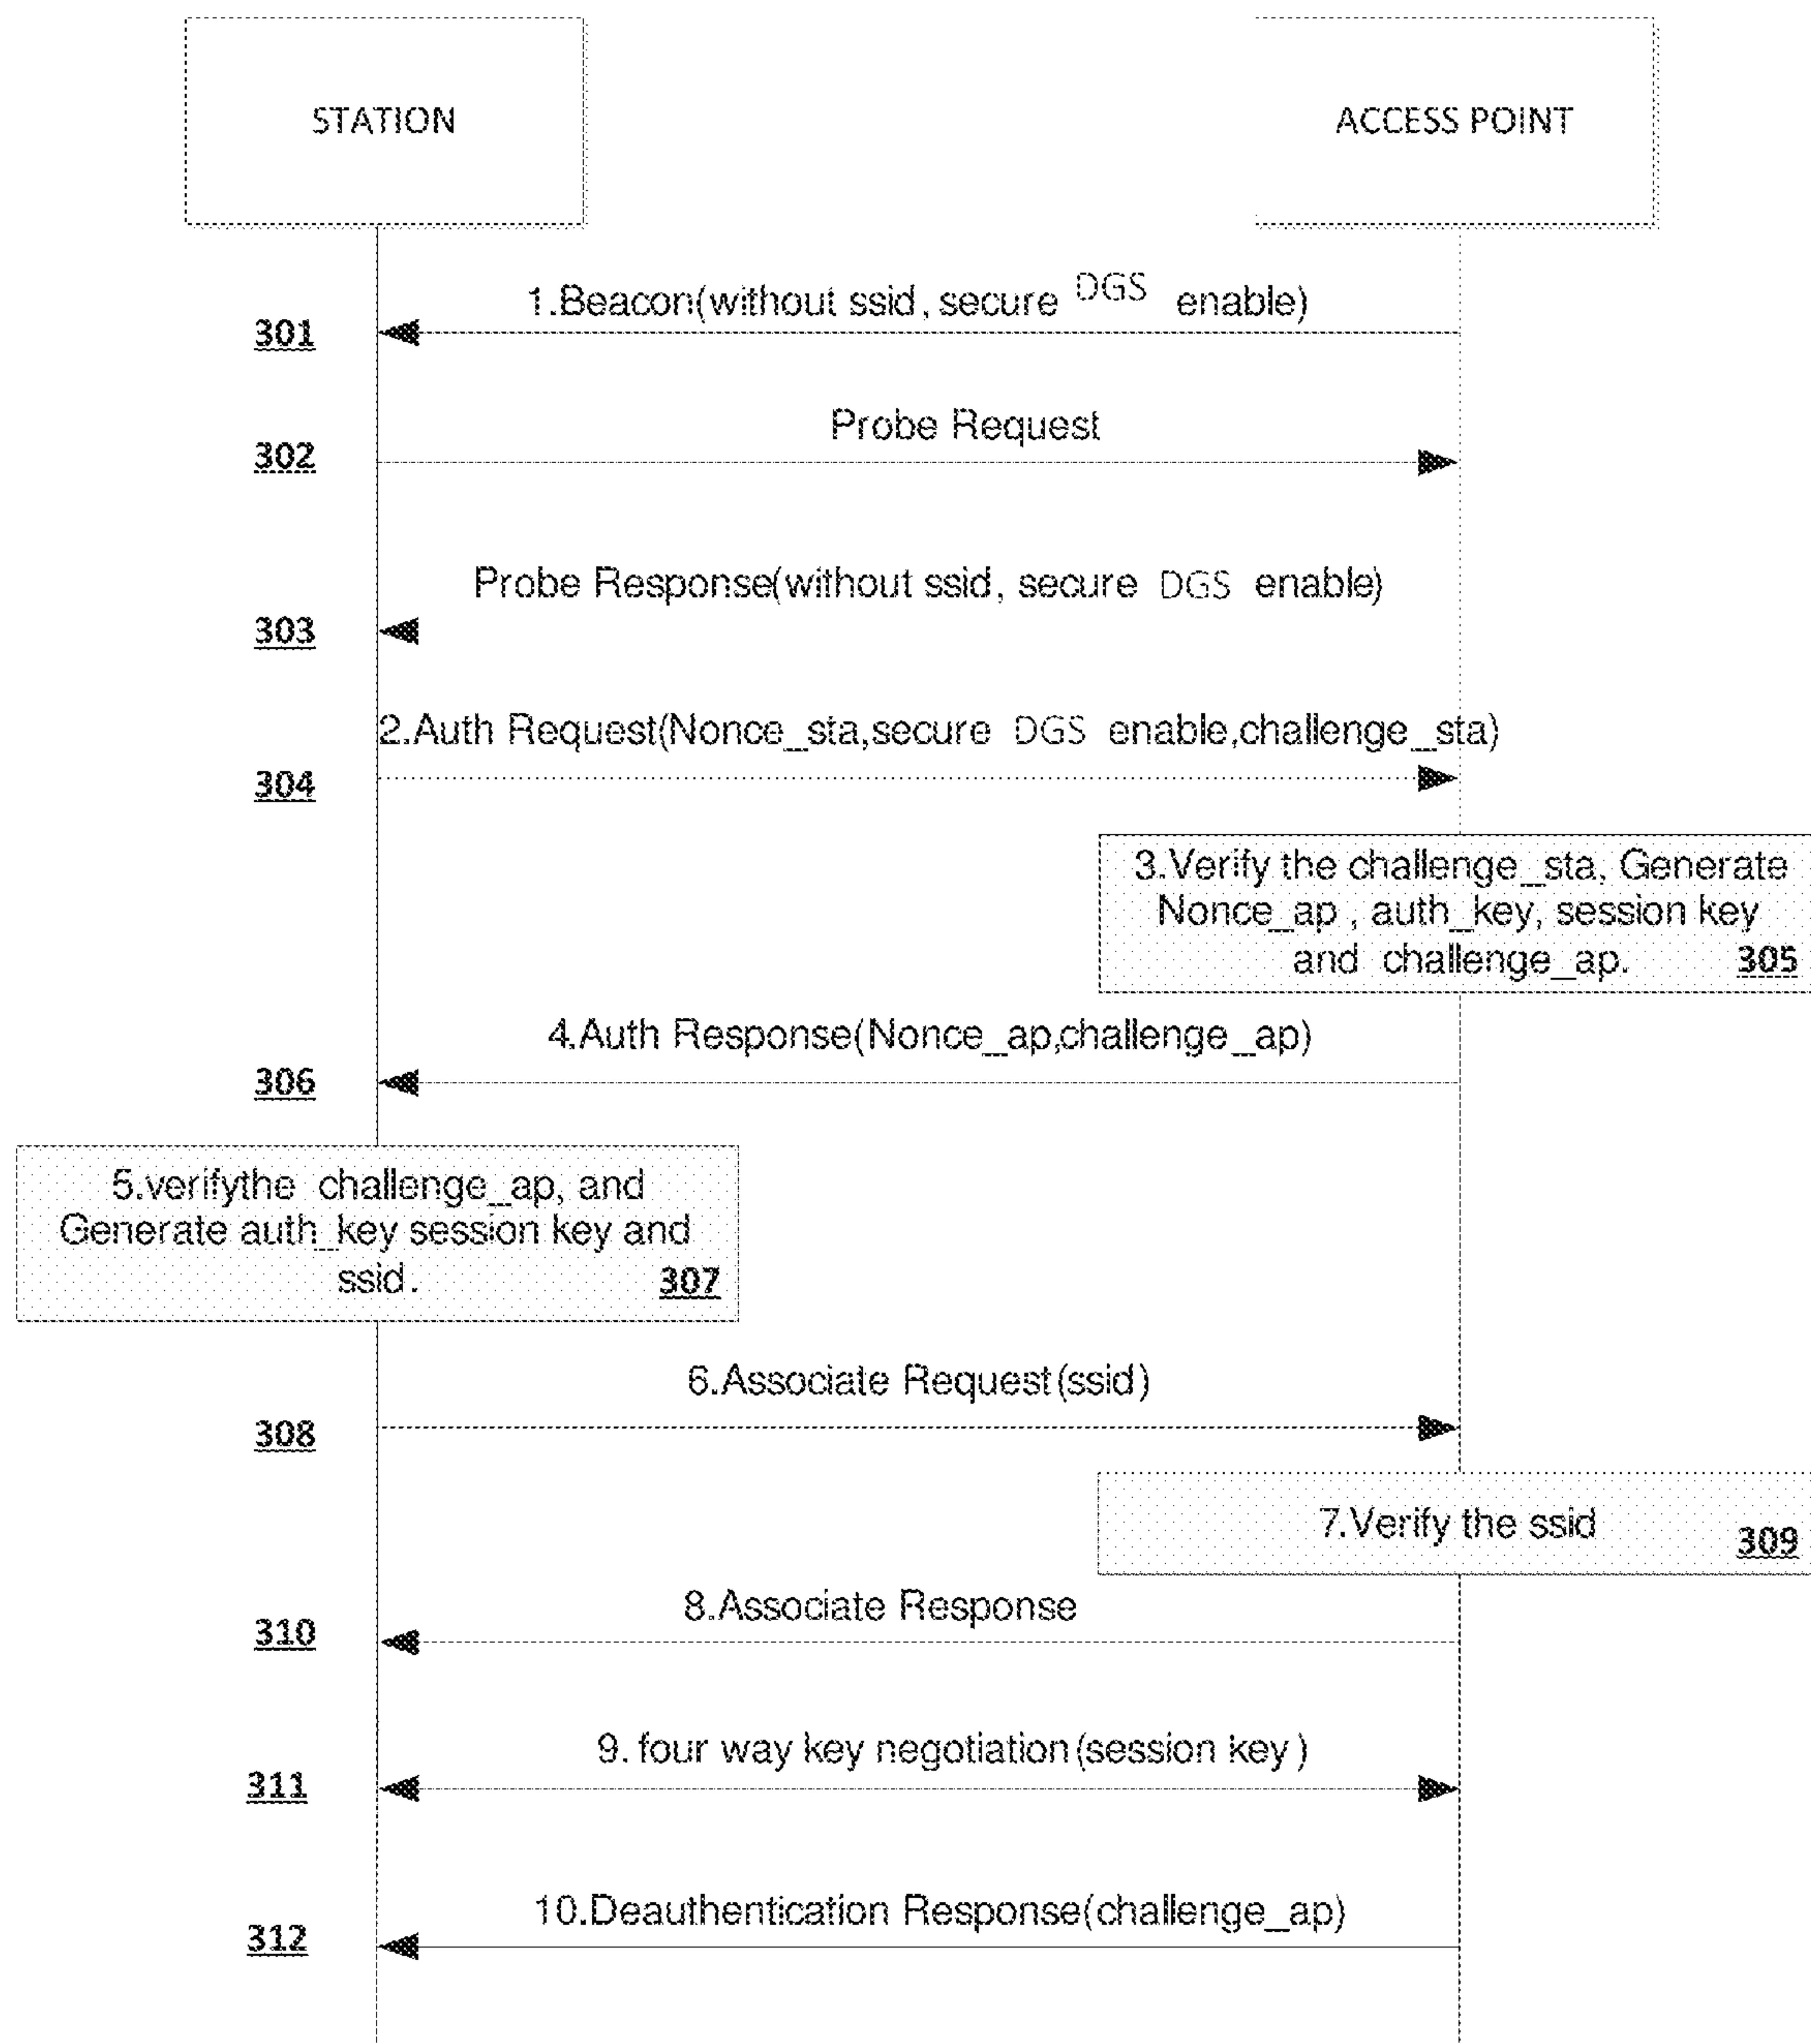 STATION
ACCESS POINT
1.Beacon(without ssid, secure DGS enable)
301
Probe Request
302
Probe Response(without ssid, secure DGS enable)
303
2.Auth Request(Nonce_sta,secure DGS enable,challenge_sta)
304
3.Verify the challenge_sta, Generate
Nonce_ap , auth_key, session key
and challenge_ap. 305
4.Auth Response(Nonce_ap,challenge_ap)
306
5.verifythe challenge_ap, and
Generate auth_key session key and
ssid. 307
6.Associate Request(ssid)
308
7.Verify the ssid 309
8.Associate Response
310
9. four way key negotiation(session key )
311
10.Deauthentication Response(challenge_ap)
312